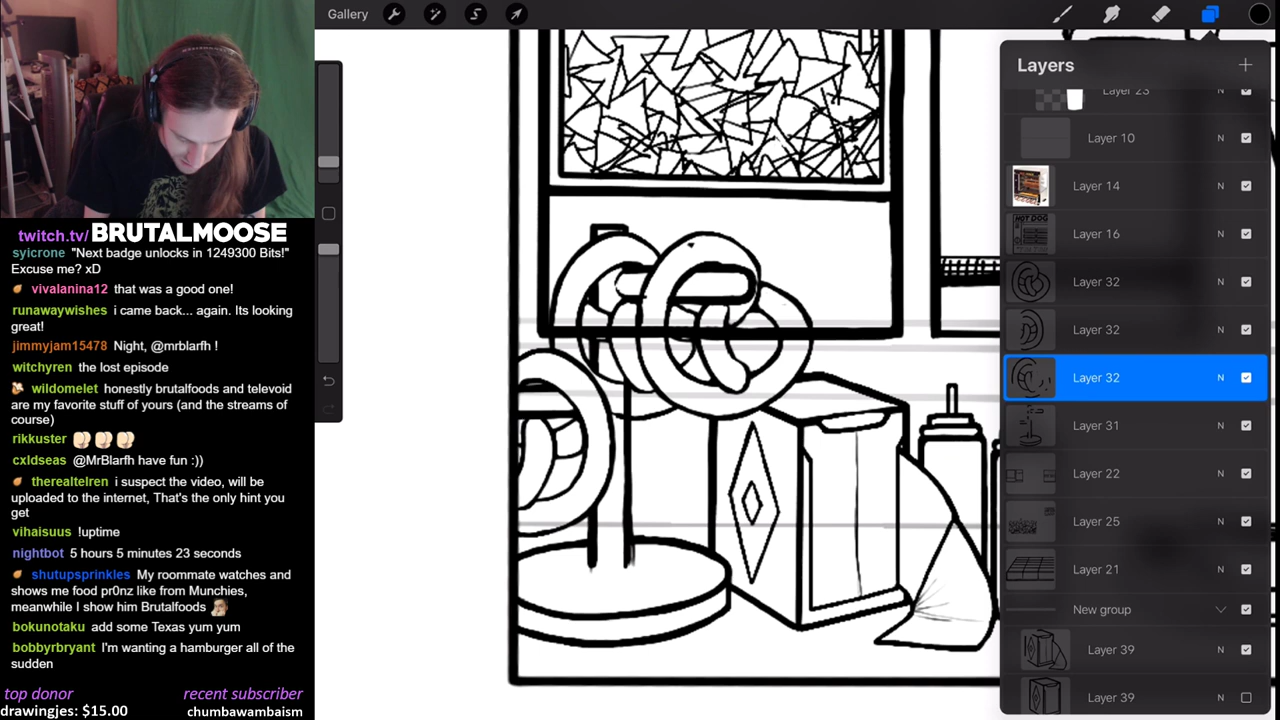 Gallery
twitch.tv/BRUTALMOOSE
syicrone "Next badge unlocks in 1249300 Bits!"
Excuse me? xD
vivalanina12 that was a good one!
runawaywishes i came back... again. Its looking
great!
jimmyjam15478 Night, @mrblarfh !
witchyren the lost episode
wildomelet honestly brutalfoods and televoid
are my favorite stuff of yours (and the streams of
course)
rikkuster
cxldseas @MrBlarfh have fun :))
therealtelren i suspect the video, will be
uploaded to the internet, That's the only hint you
get
vihaisuus !uptime
nightbot 5 hours 5 minutes 23 seconds
shutupsprinkles My roommate watches and
shows me food pr0nz like from Munchies,
meanwhile I show him Brutalfoods
bokunotaku add some Texas yum yum
bobbyrbryant I'm wanting a hamburger all of the
sudden
top donor recent subscriber
drawingjes: $15.00 chumbawambaism
Layers
Layer 23 N
Layer 10 N
Layer 14 N
HOT DOG
Layer 16 N
Layer 32 N
Layer 32 N
Layer 32 N
Layer 31 N
Layer 22 N
Layer 25 N
Layer 21 N
New group
Layer 39 N
Layer 39 N